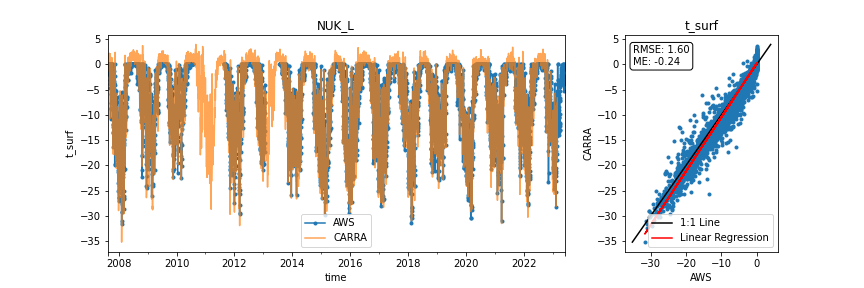 NUK_L
t_surf
5
0
−5
−10
−15
−20
−25
−30
−35
t_surf
2008
2010
2012
2014
2016
2018
2020
2022
time
AWS
CARRA
t_surf
RMSE: 1.60
ME: -0.24
5
0
−5
−10
−15
−20
−25
−30
−35
CARRA
−30
−20
−10
0
AWS
1:1 Line
Linear Regression